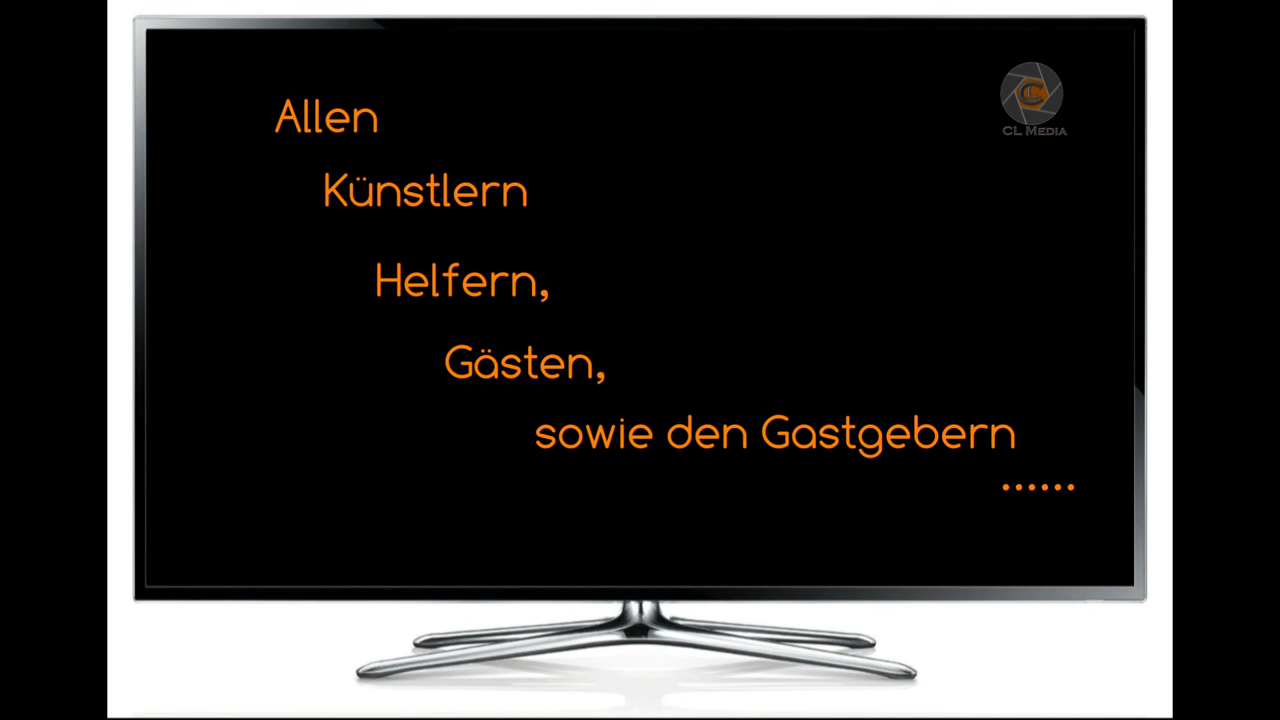 Allen
CL MEDIA
Künstlern
Helfern,
Gästen,
sowie den Gastgebern
......